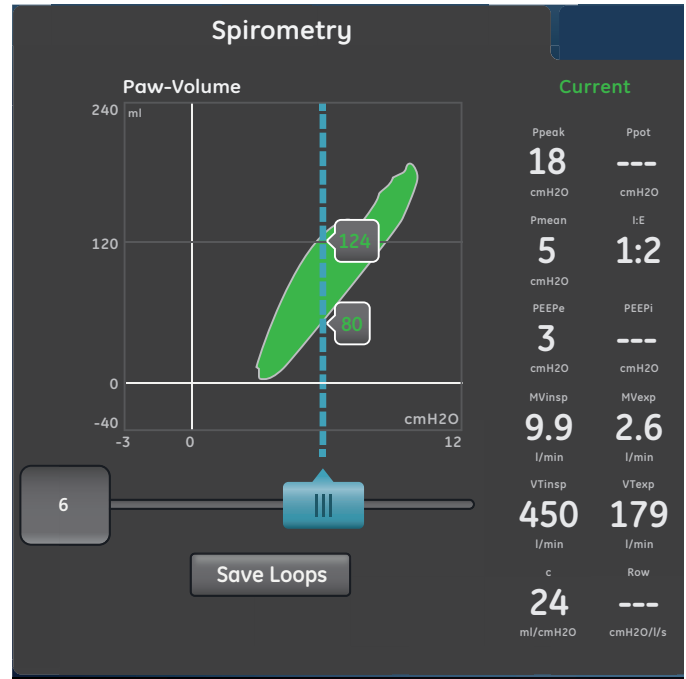 Spirometry
Paw-Volume
Current
240
ml
120
0
-40
-3
0
12
cmH2O
124
80
6
Save Loops
Ppeak Ppot
18 ---
cmH2O cmH2O
Pmean I:E
5 1:2
cmH2O
PEEPe PEEPi
3 ---
cmH2O cmH2O
MVinsp MVexp
9.9 2.6
l/min l/min
VTinsp VTexp
450 179
l/min l/min
c Row
24 ---
ml/cmH2O cmH2O/l/s